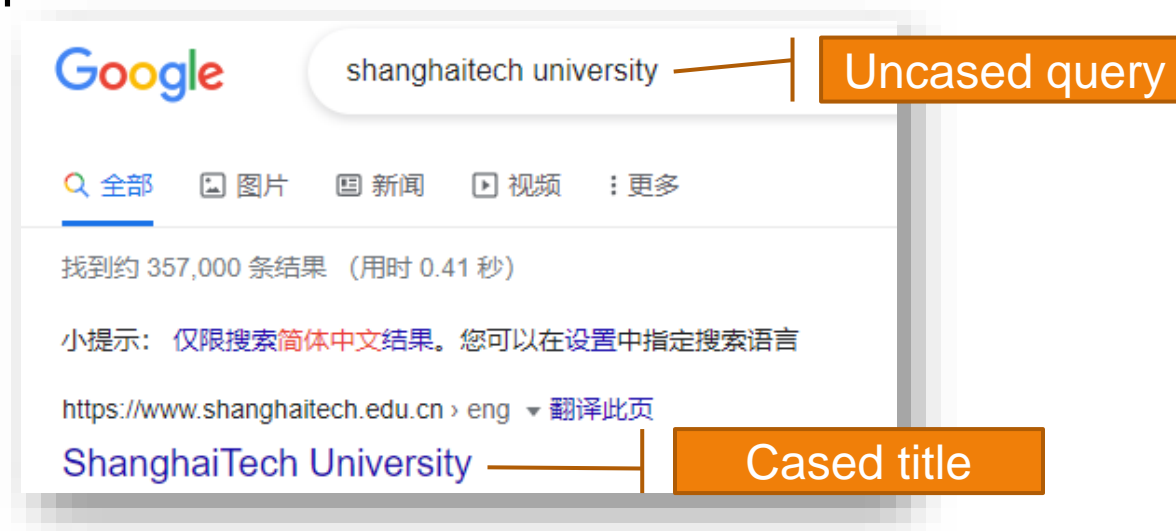 Google shanghaitech university Uncased query
全部 图片 新闻 视频 更多
找到约 357,000 条结果 （用时 0.41 秒）
小提示： 仅限搜索简体中文结果。您可以在设置中指定搜索语言
https://www.shanghaitech.edu.cn › eng 翻译此页
ShanghaiTech University Cased title